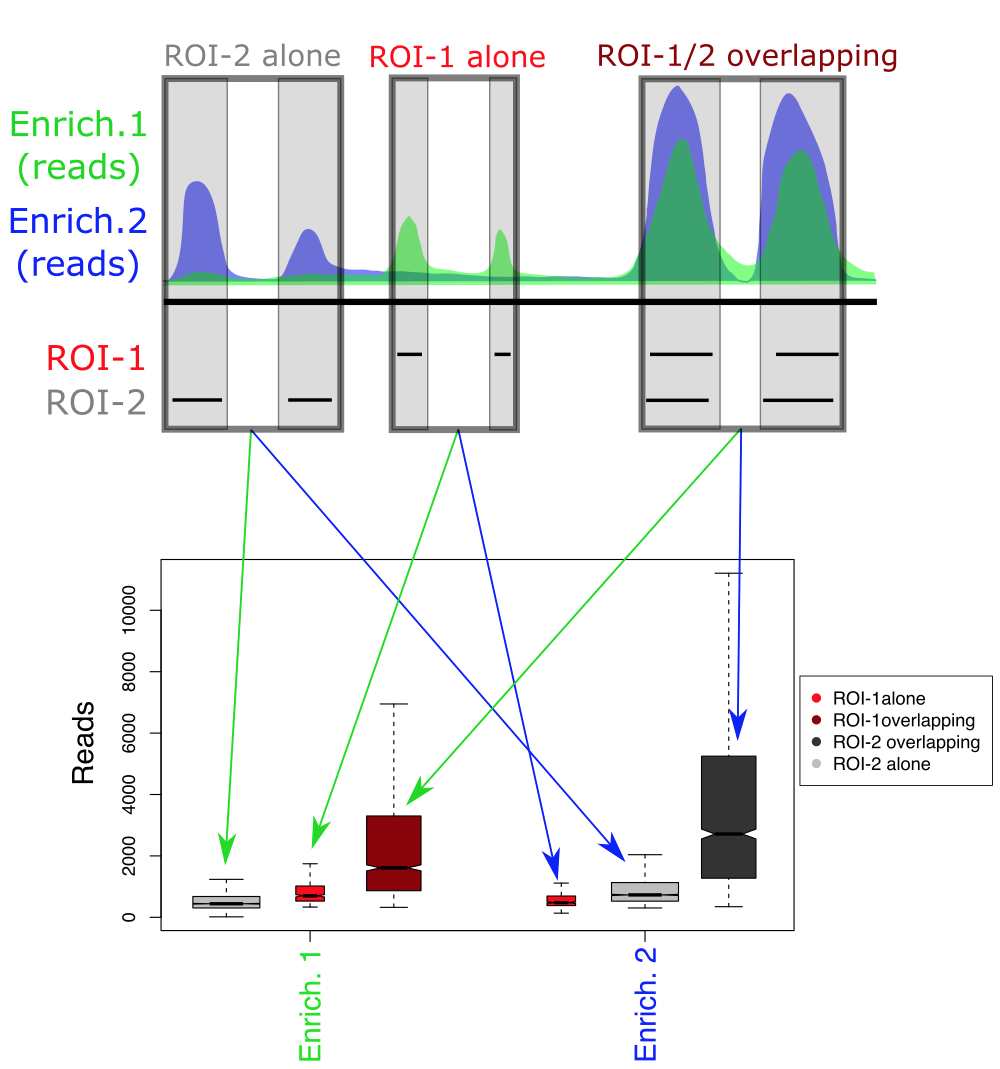 ROI-2 alone
ROI-1 alone
ROI-1/2 overlapping
Enrich.1
(reads)
Enrich.2
(reads)
ROI-1
ROI-2
Reads
10000
8000
6000
4000
2000
0
ROI-1alone
ROI-1overlapping
ROI-2 overlapping
ROI-2 alone
Enrich. 1
Enrich. 2